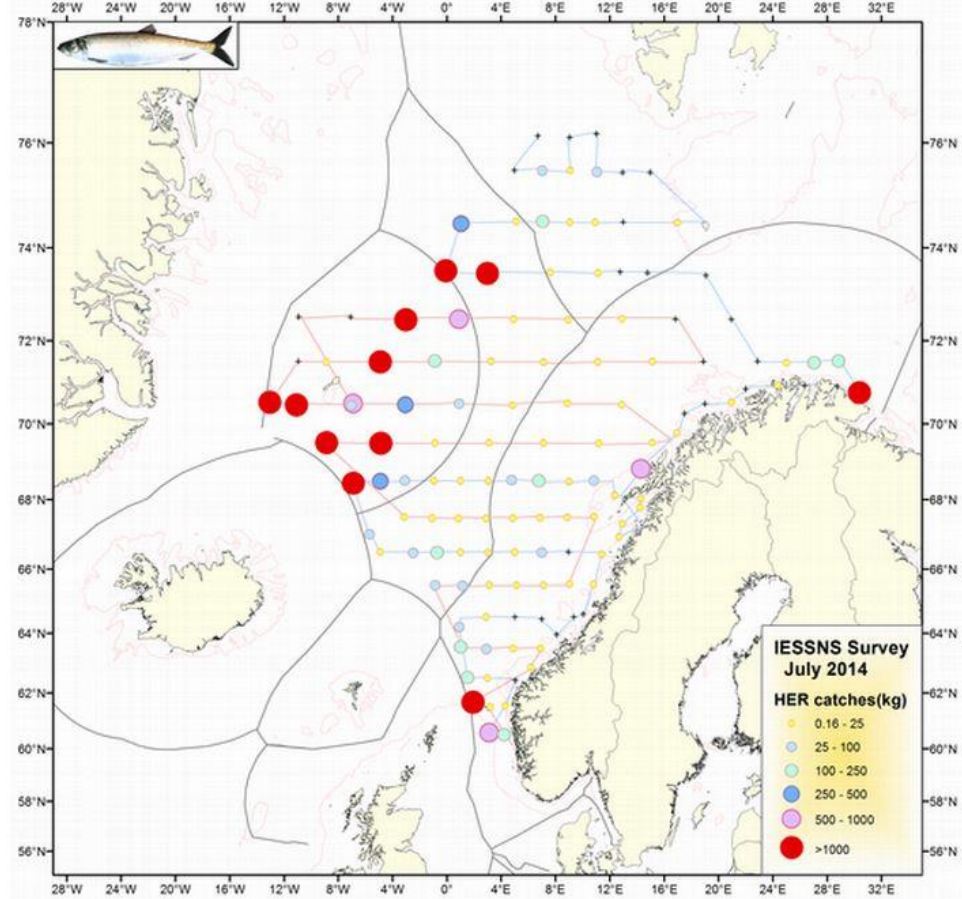 28°W 24°W 20°W 16°W 12°W 8°W 4°W 0° 4°E 8°E 12°E 16°E 20°E 24°E 28°E 32°E
78°N
76°N 76°N
74°N 74°N
72°N 72°N
70°N 70°N
68°N 68°N
66°N 66°N
64°N 64°N
62°N 62°N
60°N 60°N
58°N 58°N
56°N 56°N
IESSNS Survey
July 2014
HER catches(kg)
0.16 - 25
25 - 100
100 - 250
250 - 500
500 - 1000
>1000
28°W 24°W 20°W 16°W 12°W 8°W 4°W 0° 4°E 8°E 12°E 16°E 20°E 24°E 28°E 32°E